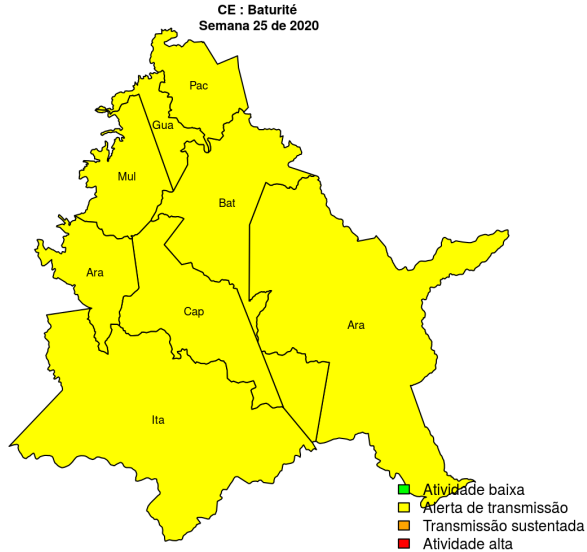 CE : Baturité
Semana 25 de 2020
Pac
Gua
Mul
Bat
Ara
Cap
Ara
Ita
Atividade baixa
Alerta de transmissão
Transmissão sustentada
Atividade alta